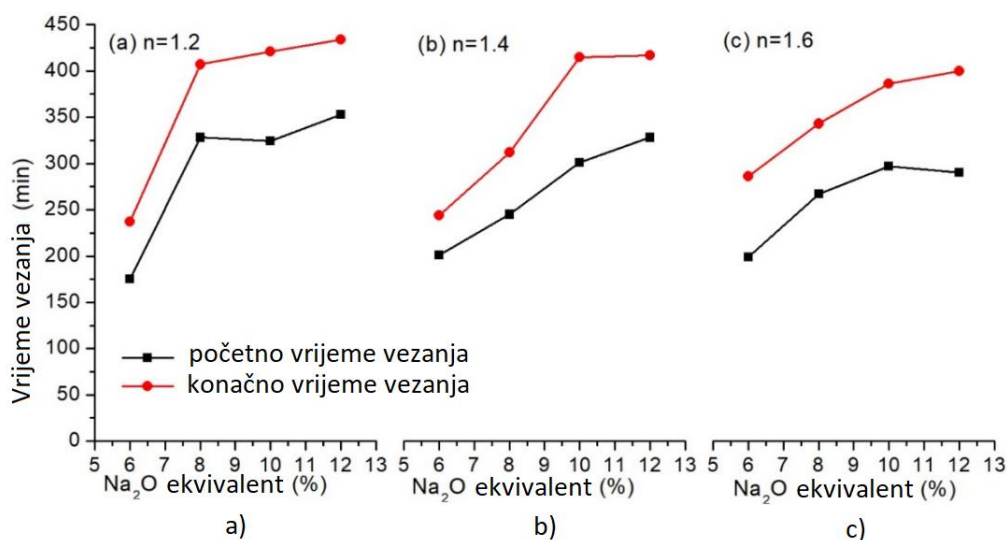 (a) n=1.2
(b) n=1.4
(c) n=1.6
450
400
350
300
250
200
150
100
50
0
Vrijeme vezanja (min)
početno vrijeme vezanja
konačno vrijeme vezanja
5 6 7 8 9 10 11 12 13
5 6 7 8 9 10 11 12 13
5 6 7 8 9 10 11 12 13
Na₂O ekvivalent (%)
Na₂O ekvivalent (%)
Na₂O ekvivalent (%)
a)
b)
c)